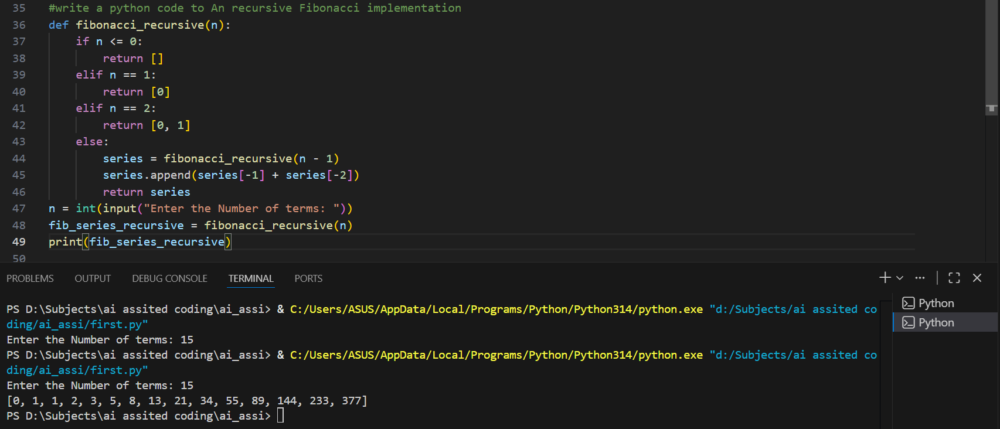 35 #write a python code to An recursive Fibonacci implementation
36 def fibonacci_recursive(n):
37     if n <= 0:
38         return []
39     elif n == 1:
40         return [0]
41     elif n == 2:
42         return [0, 1]
43     else:
44         series = fibonacci_recursive(n - 1)
45         series.append(series[-1] + series[-2])
46         return series
47 n = int(input("Enter the Number of terms: "))
48 fib_series_recursive = fibonacci_recursive(n)
49 print(fib_series_recursive)
50
PROBLEMS OUTPUT DEBUG CONSOLE TERMINAL PORTS
PS D:\Subjects\ai assited coding\ai_assi> & C:/Users/ASUS/AppData/Local/Programs/Python/Python314/python.exe "d:/Subjects/ai assited co
ding/ai_assi/first.py"
Enter the Number of terms: 15
PS D:\Subjects\ai assited coding\ai_assi> & C:/Users/ASUS/AppData/Local/Programs/Python/Python314/python.exe "d:/Subjects/ai assited co
ding/ai_assi/first.py"
Enter the Number of terms: 15
[0, 1, 1, 2, 3, 5, 8, 13, 21, 34, 55, 89, 144, 233, 377]
PS D:\Subjects\ai assited coding\ai_assi>
Python
Python